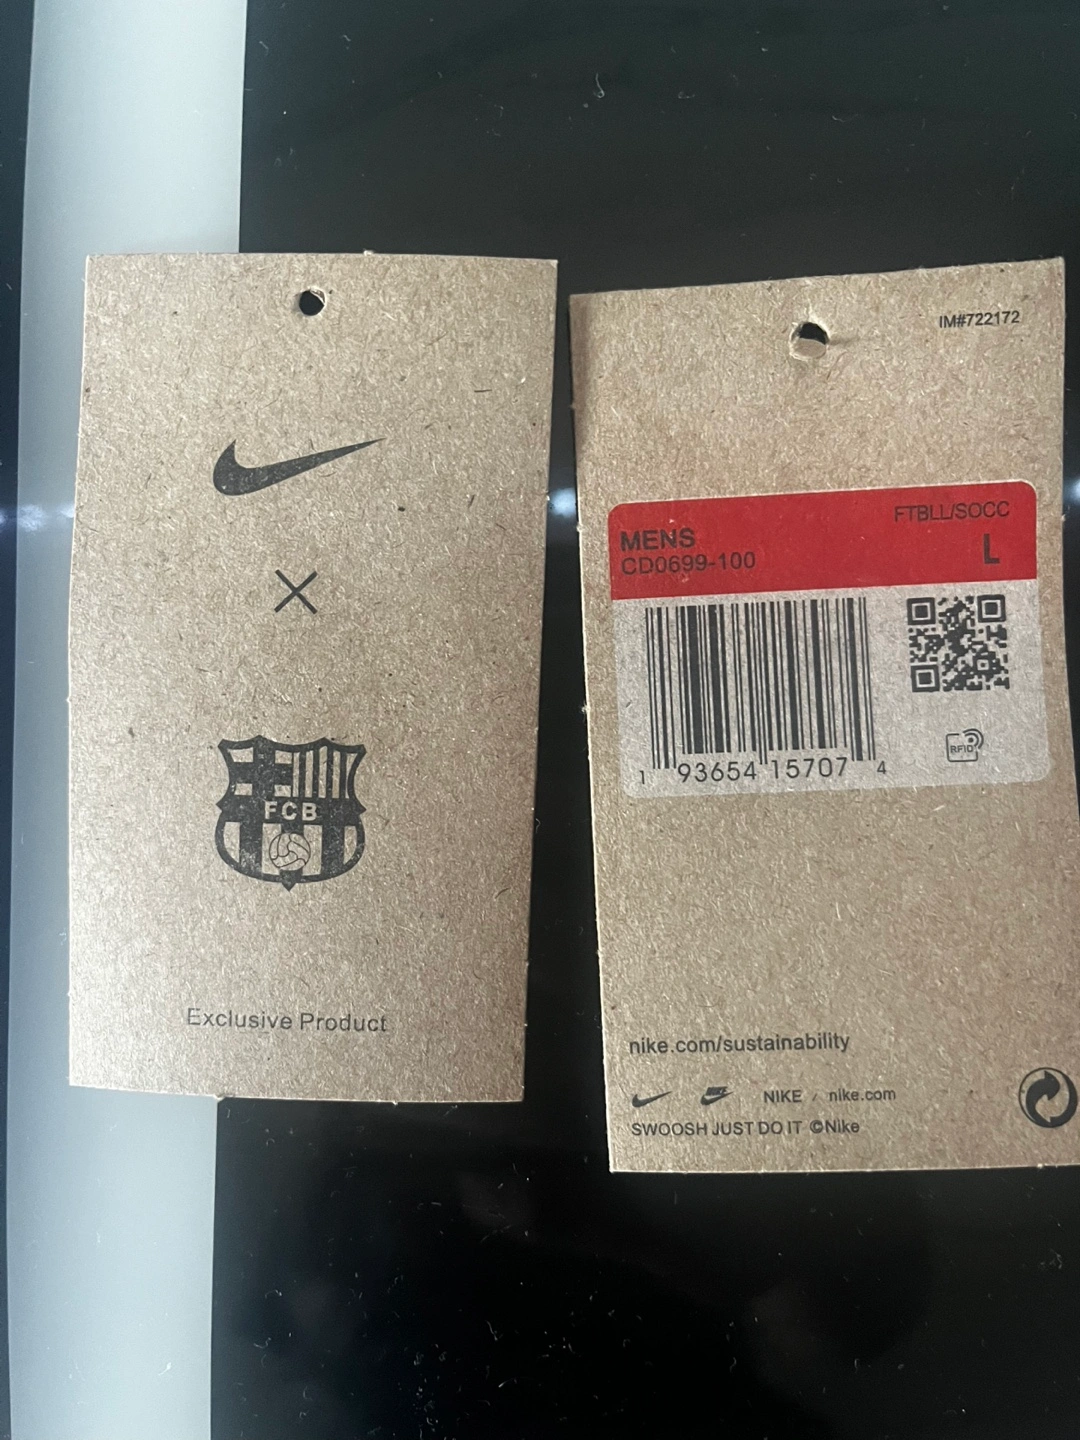 FCB
Exclusive Product
IM#722172
FTBLL/SOCC
MENS
L
CD0699-100
1 93654 15707 4
RFID
nike.com/sustainability
NIKE / nike.com
SWOOSH JUST DO IT ©Nike